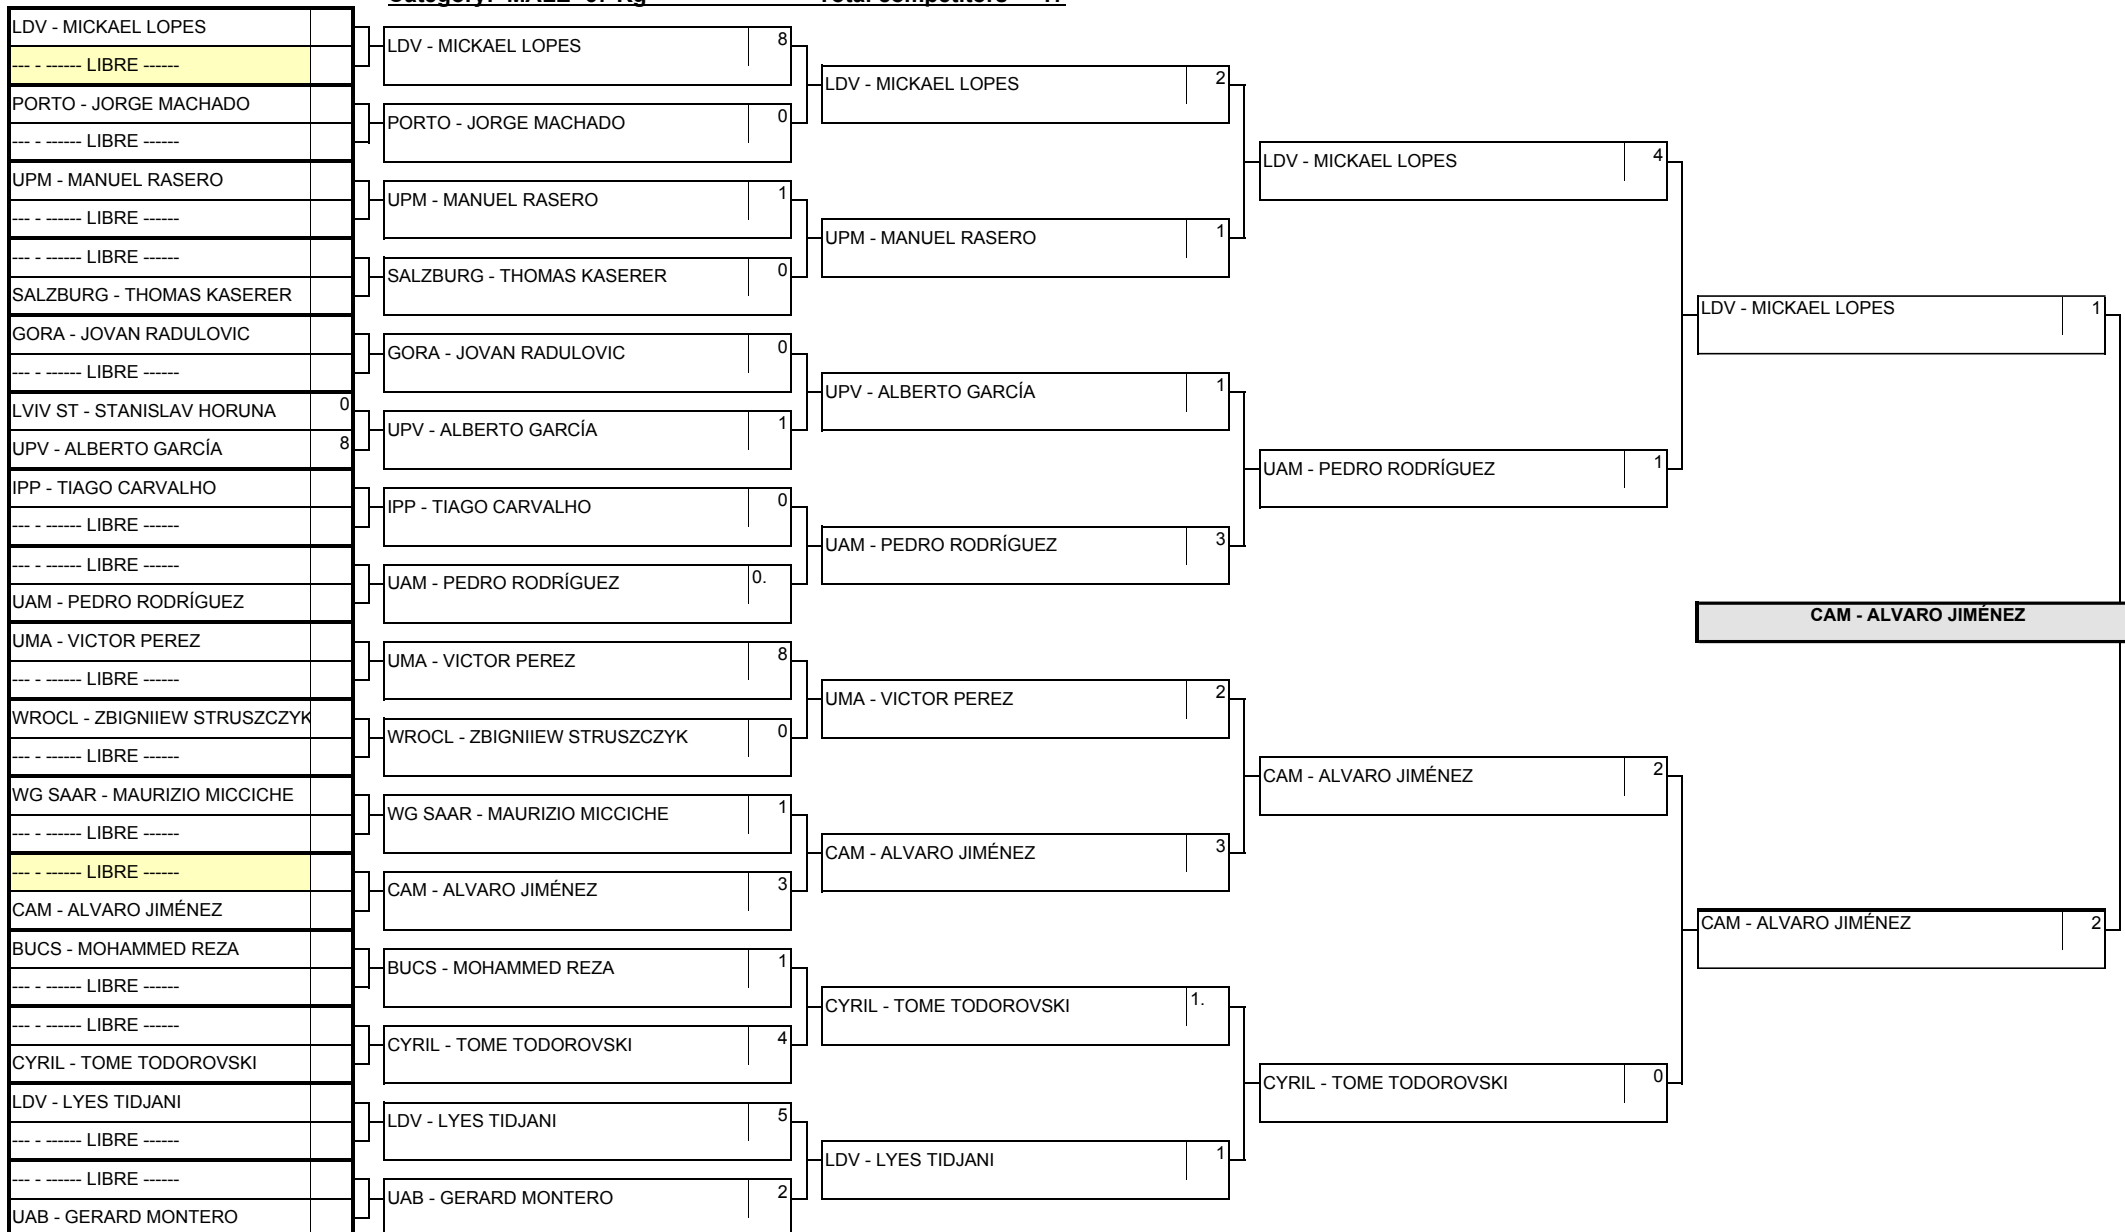 LDV - MICKAEL LOPES
--- - ------ LIBRE ------
PORTO - JORGE MACHADO
--- - ------ LIBRE ------
UPM - MANUEL RASERO
--- - ------ LIBRE ------
--- - ------ LIBRE ------
SALZBURG - THOMAS KASERER
GORA - JOVAN RADULOVIC
--- - ------ LIBRE ------
LVIV ST - STANISLAV HORUNA 0
UPV - ALBERTO GARCÍA 8
IPP - TIAGO CARVALHO
--- - ------ LIBRE ------
--- - ------ LIBRE ------
UAM - PEDRO RODRÍGUEZ
UMA - VICTOR PEREZ
--- - ------ LIBRE ------
WROCL - ZBIGNIIEW STRUSZCZYK
--- - ------ LIBRE ------
WG SAAR - MAURIZIO MICCICHE
--- - ------ LIBRE ------
--- - ------ LIBRE ------
CAM - ALVARO JIMÉNEZ
BUCS - MOHAMMED REZA
--- - ------ LIBRE ------
--- - ------ LIBRE ------
CYRIL - TOME TODOROVSKI
LDV - LYES TIDJANI
--- - ------ LIBRE ------
--- - ------ LIBRE ------
UAB - GERARD MONTERO
LDV - MICKAEL LOPES 8
PORTO - JORGE MACHADO 0
UPM - MANUEL RASERO 1
SALZBURG - THOMAS KASERER 0
GORA - JOVAN RADULOVIC 0
UPV - ALBERTO GARCÍA 1
IPP - TIAGO CARVALHO 0
UAM - PEDRO RODRÍGUEZ 0.
UMA - VICTOR PEREZ 8
WROCL - ZBIGNIIEW STRUSZCZYK 0
WG SAAR - MAURIZIO MICCICHE 1
CAM - ALVARO JIMÉNEZ 3
BUCS - MOHAMMED REZA 1
CYRIL - TOME TODOROVSKI 4
LDV - LYES TIDJANI 5
UAB - GERARD MONTERO 2
LDV - MICKAEL LOPES 2
UPM - MANUEL RASERO 1
UPV - ALBERTO GARCÍA 1
UAM - PEDRO RODRÍGUEZ 3
UMA - VICTOR PEREZ 2
CAM - ALVARO JIMÉNEZ 3
CYRIL - TOME TODOROVSKI 1.
LDV - LYES TIDJANI 1
LDV - MICKAEL LOPES 4
UAM - PEDRO RODRÍGUEZ 1
CAM - ALVARO JIMÉNEZ 2
CYRIL - TOME TODOROVSKI 0
LDV - MICKAEL LOPES 1
CAM - ALVARO JIMÉNEZ
CAM - ALVARO JIMÉNEZ 2